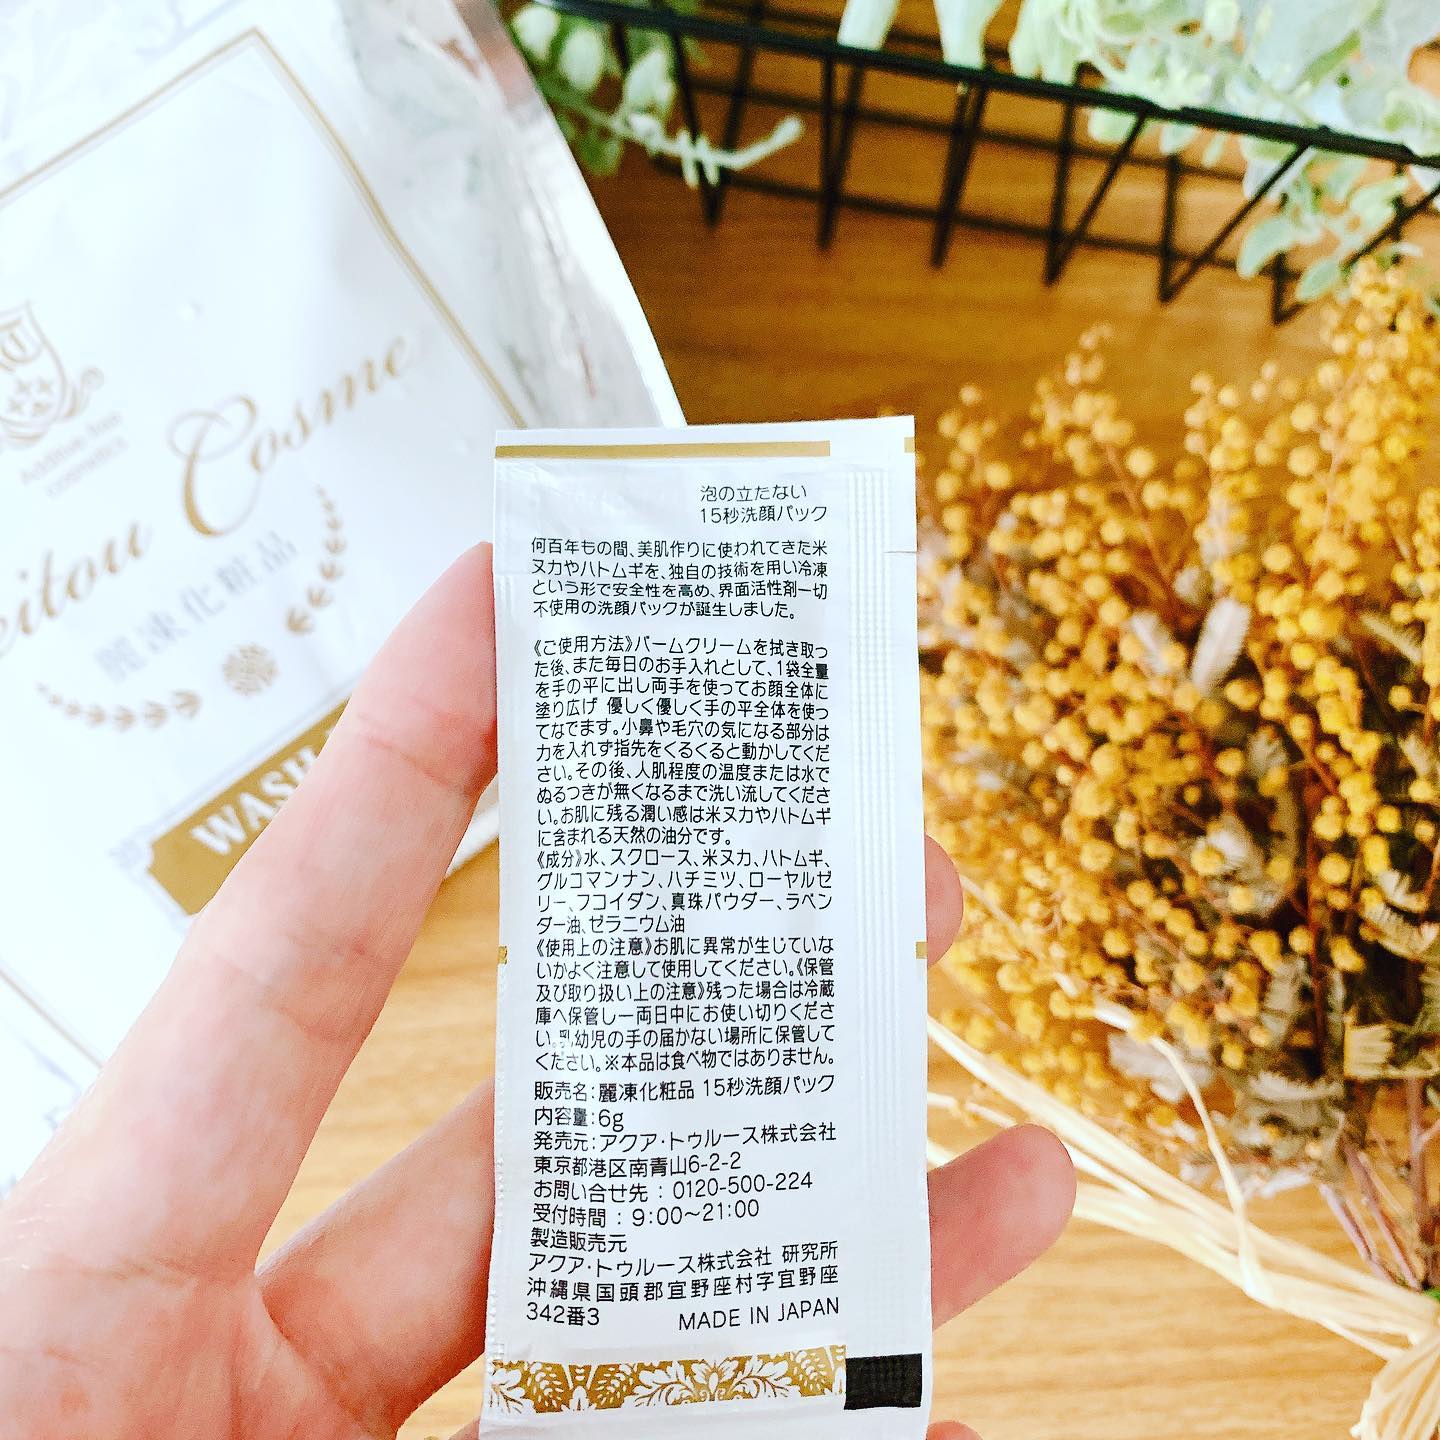 Additive free
cosmetics
Cosme
麗凍化粧品
泡の立たない
15秒洗顔パック
何百年もの間、美肌作りに使われてきた米
ヌカやハトムギを、独自の技術を用い冷凍
という形で安全性を高め、界面活性剤一切
不使用の洗顔パックが誕生しました。
《ご使用方法》バームクリームを拭き取っ
た後、また毎日のお手入れとして、1袋全量
を手の平に出し両手を使ってお顔全体に
塗り広げ 優しく優しく手の平全体を使っ
てなでます。小鼻や毛穴の気になる部分は
力を入れず指先をくるくると動かしてくだ
さい。その後、人肌程度の温度または水で
ぬるつきが無くなるまで洗い流してくださ
い。お肌に残る潤い感は米ヌカやハトムギ
に含まれる天然の油分です。
《成分》水、スクロース、米ヌカ、ハトムギ、
グルコマンナン、ハチミツ、ローヤルゼ
リー、フコイダン、真珠パウダー、ラベン
ダー油、ゼラニウム油
《使用上の注意》お肌に異常が生じていな
いかよく注意して使用してください。《保管
及び取り扱い上の注意》残った場合は冷蔵
庫へ保管し一両日中にお使い切りくださ
い。乳幼児の手の届かない場所に保管して
ください。※本品は食べ物ではありません。
販売名：麗凍化粧品 15秒洗顔パック
内容量：6g
発売元：アクア・トゥルース株式会社
東京都港区南青山6-2-2
お問い合せ先：0120-500-224
受付時間：9:00〜21:00
製造販売元
アクア・トゥルース株式会社 研究所
沖縄県国頭郡宜野座村字宜野座
342番3 MADE IN JAPAN